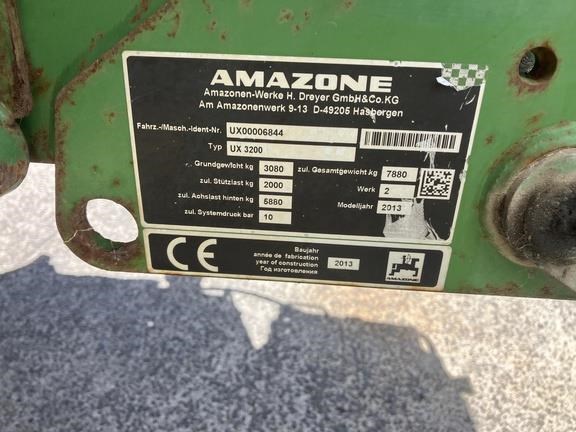 AMAZONE
Amazonen-Werke H. Dreyer GmbH&Co.KG
Am Amazonenwerk 9-13 D-49205 Hasbergen
Fahrz.-/Masch.-Ident-Nr. UX00006844
Typ UX 3200
Grundgewicht kg 3080 zul. Gesamtgewicht kg 7880
zul. Stützlast kg 2000 Werk 2
zul. Achslast hinten kg 5880 Modelljahr 2013
zul. Systemdruck bar 10
CE
Baujahr
année de fabrication
year of construction 2013
Год изготовления
AMAZONE